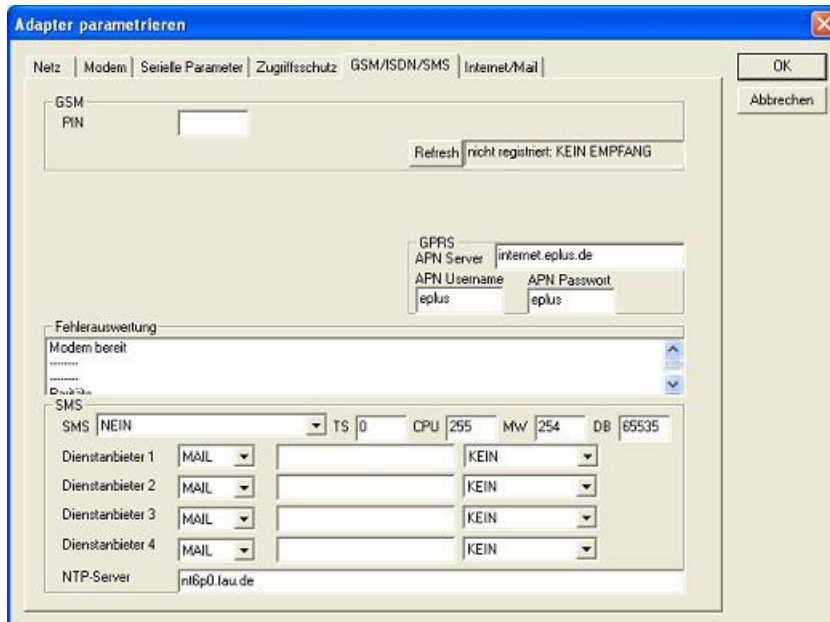 Adapter parametrieren
Netz Modem Serielle Parameter Zugriffsschutz GSM/ISDN/SMS Internet/Mail
OK
Abbrechen
GSM
PIN
Refresh nicht registriert: KEIN EMPFANG
GPRS
APN Server internet.eplus.de
APN Username APN Passwort
eplus eplus
Fehlerauswertung
Modem bereit
--------
--------
SMS
SMS NEIN TS 0 CPU 255 MW 254 DB 65535
Dienstanbieter 1 MAIL KEIN
Dienstanbieter 2 MAIL KEIN
Dienstanbieter 3 MAIL KEIN
Dienstanbieter 4 MAIL KEIN
NTP-Server nt6p0.fau.de